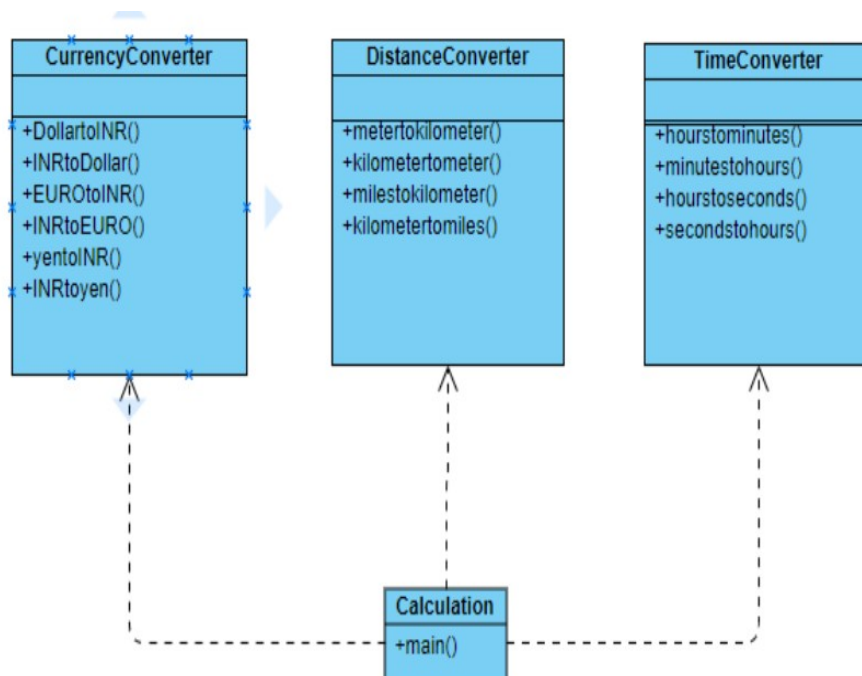 CurrencyConverter
+DollartoINR()
+INRtoDollar()
+EUROtoINR()
+INRtoEURO()
+yentoINR()
+INRtoyen()
DistanceConverter
+metertokilometer()
+kilometertometer()
+milestokilometer()
+kilometertomiles()
TimeConverter
+hourstominutes()
+minutestohours()
+hourstoseconds()
+secondstohours()
Calculation
+main()